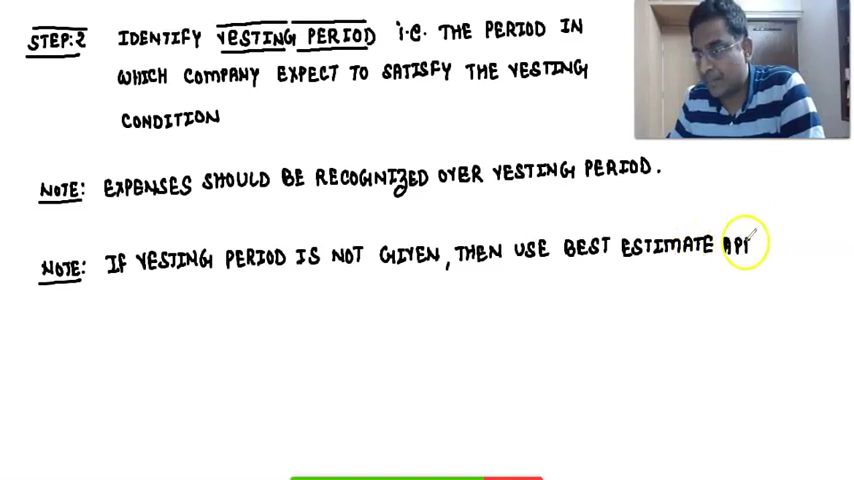 STEP:2 IDENTIFY VESTING PERIOD i.e. THE PERIOD IN
WHICH COMPANY EXPECT TO SATISFY THE VESTING
CONDITION
NOTE: EXPENSES SHOULD BE RECOGNIZED OVER VESTING PERIOD.
NOTE: IF VESTING PERIOD IS NOT GIVEN, THEN USE BEST ESTIMATE APP